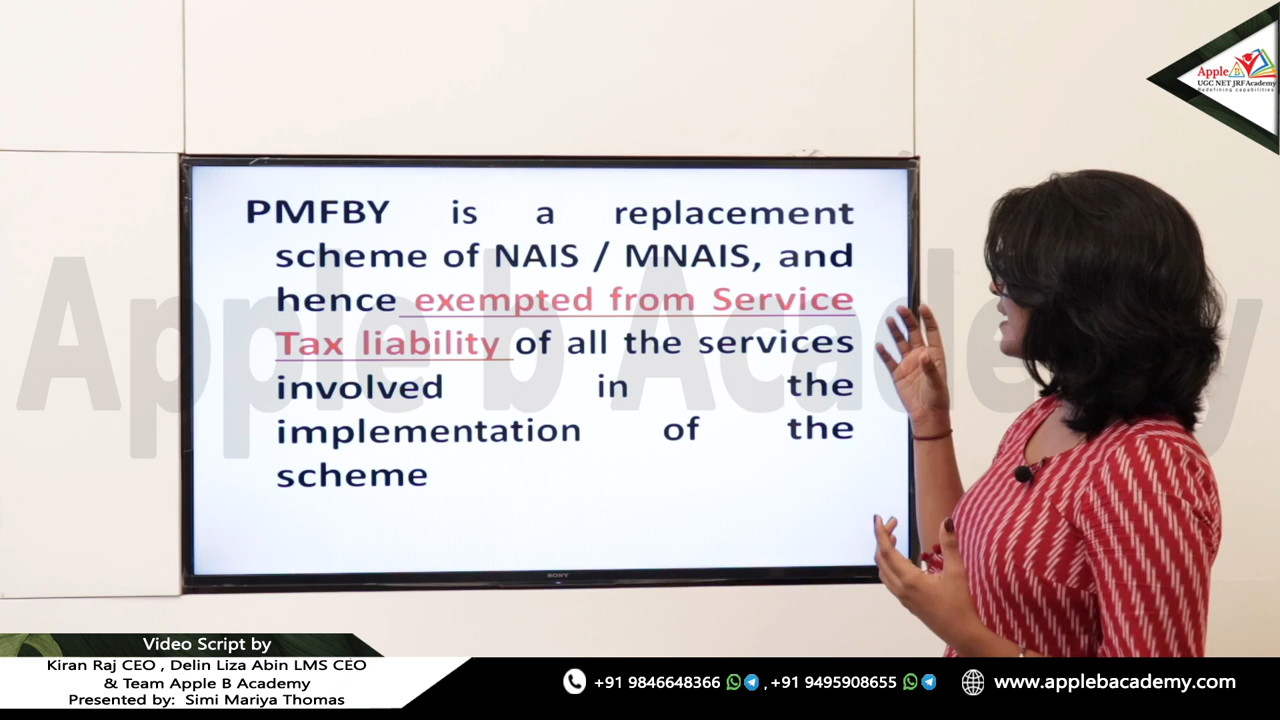 Apple B
UGC NET JRF Academy
Redefining capabilities
PMFBY is a replacement
scheme of NAIS / MNAIS, and
hence exempted from Service
Tax liability of all the services
involved in the
implementation of the
scheme
Apple b Academy
SONY
Video Script by
Kiran Raj CEO , Delin Liza Abin LMS CEO
& Team Apple B Academy
Presented by: Simi Mariya Thomas
+91 9846648366 , +91 9495908655 www.applebacademy.com